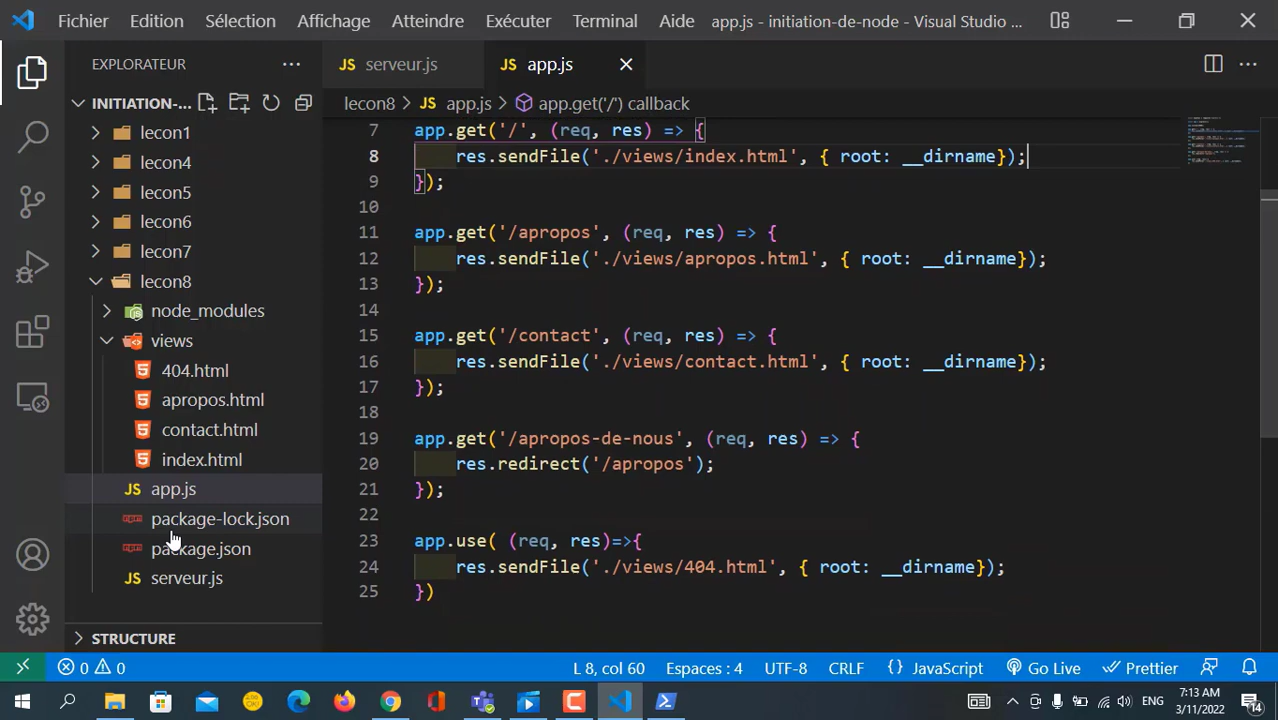 Fichier Edition Sélection Affichage Atteindre Exécuter Terminal Aide app.js - initiation-de-node - Visual Studio ...
EXPLORATEUR
INITIATION-...
lecon1
lecon4
lecon5
lecon6
lecon7
lecon8
node_modules
views
404.html
apropos.html
contact.html
index.html
JS app.js
package-lock.json
package.json
JS serveur.js
STRUCTURE
JS serveur.js JS app.js
lecon8 > JS app.js > app.get('/') callback
7 app.get('/', (req, res) => {
8 res.sendFile('./views/index.html', { root: __dirname});
9 });
10
11 app.get('/apropos', (req, res) => {
12 res.sendFile('./views/apropos.html', { root: __dirname});
13 });
14
15 app.get('/contact', (req, res) => {
16 res.sendFile('./views/contact.html', { root: __dirname});
17 });
18
19 app.get('/apropos-de-nous', (req, res) => {
20 res.redirect('/apropos');
21 });
22
23 app.use( (req, res)=>{
24 res.sendFile('./views/404.html', { root: __dirname});
25 })
0 0 L 8, col 60 Espaces : 4 UTF-8 CRLF {} JavaScript Go Live Prettier
ENG 7:13 AM
3/11/2022 14